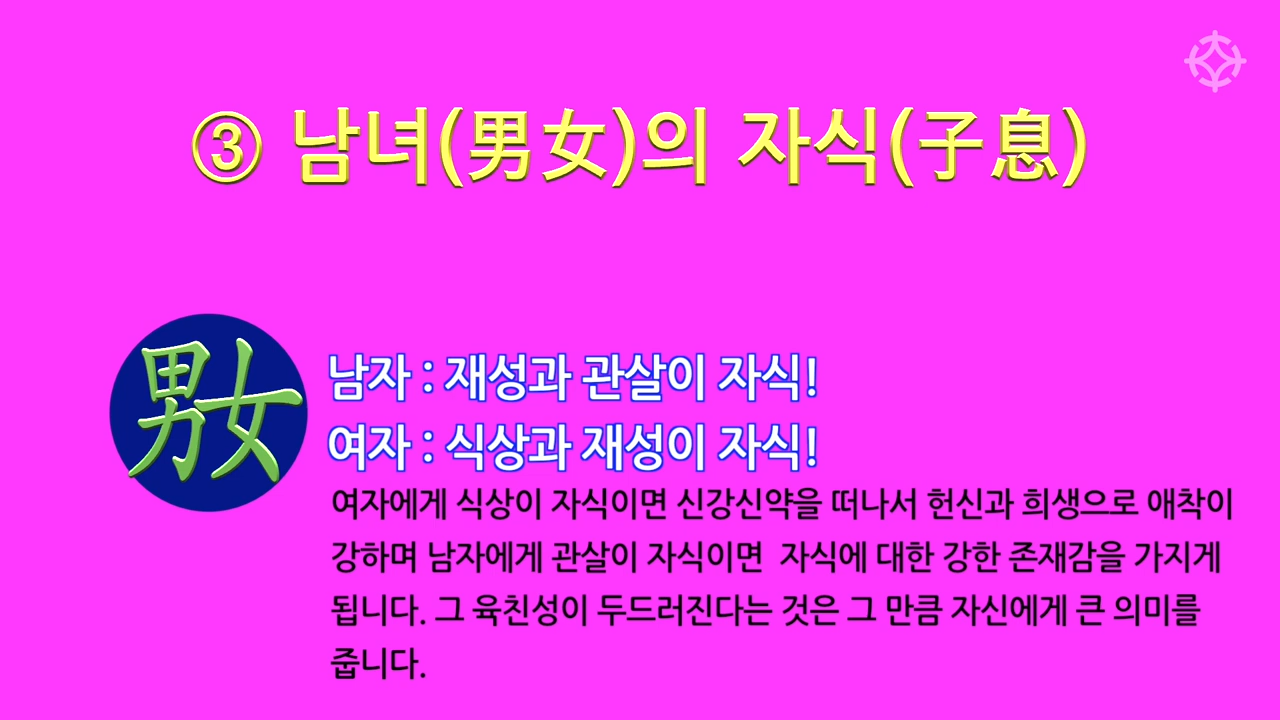 ③ 남녀(男女)의 자식(子息)
男女
남자 : 재성과 관살이 자식!
여자 : 식상과 재성이 자식!
여자에게 식상이 자식이면 신강신약을 떠나서 헌신과 희생으로 애착이
강하며 남자에게 관살이 자식이면 자식에 대한 강한 존재감을 가지게
됩니다. 그 육친성이 두드러진다는 것은 그 만큼 자신에게 큰 의미를
줍니다.